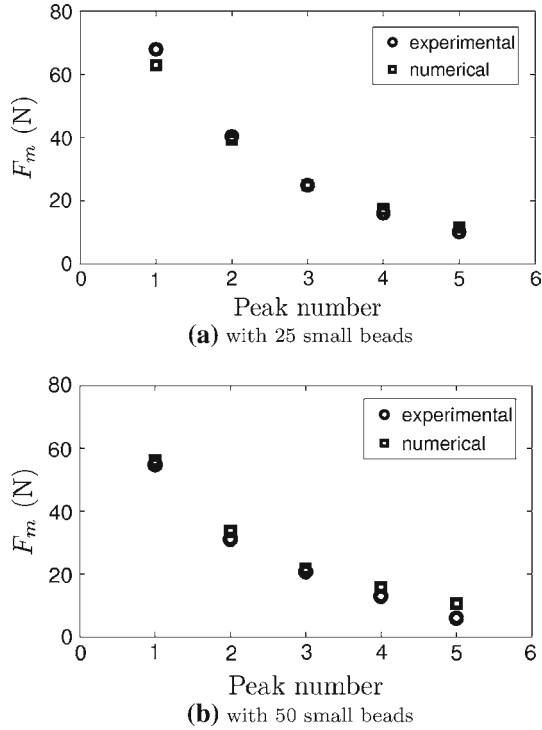 80
60
40
20
0
F_m (N)
experimental
numerical
0 1 2 3 4 5 6
Peak number
(a) with 25 small beads
80
60
40
20
0
F_m (N)
experimental
numerical
0 1 2 3 4 5 6
Peak number
(b) with 50 small beads